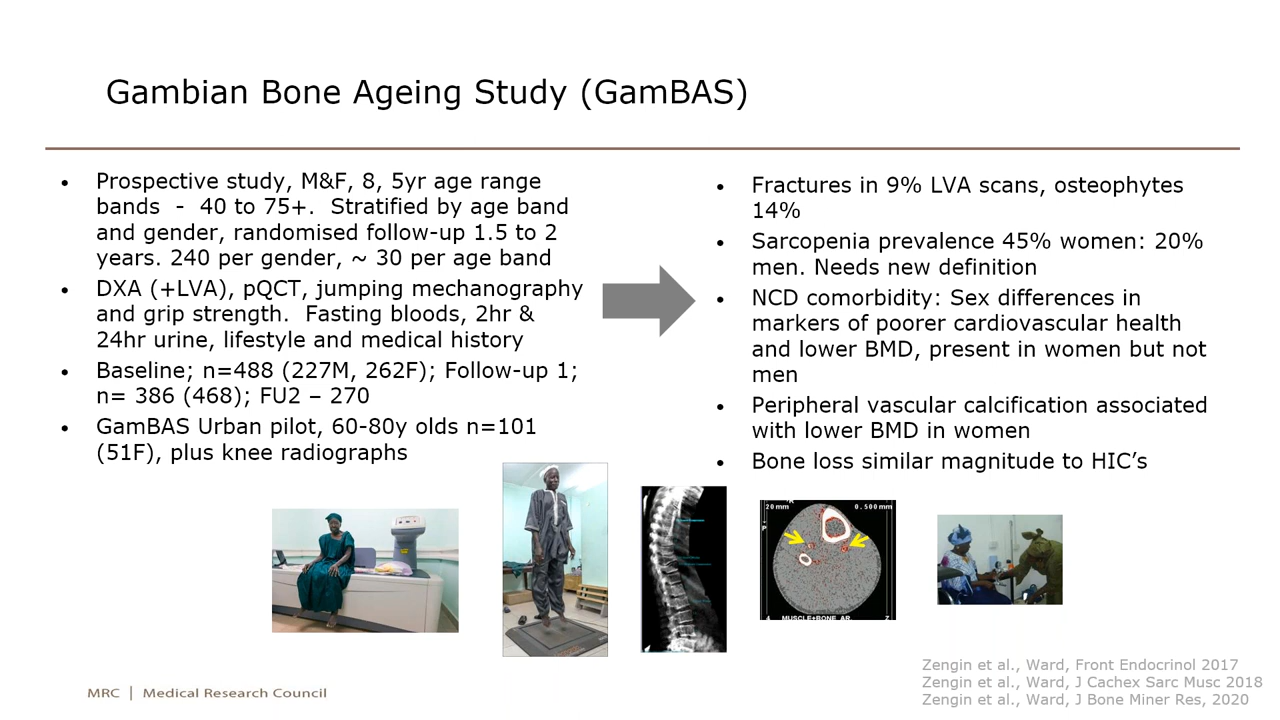 Gambian Bone Ageing Study (GamBAS)
• Prospective study, M&F, 8, 5yr age range
bands - 40 to 75+. Stratified by age band
and gender, randomised follow-up 1.5 to 2
years. 240 per gender, ~ 30 per age band
• DXA (+LVA), pQCT, jumping mechanography
and grip strength. Fasting bloods, 2hr &
24hr urine, lifestyle and medical history
• Baseline; n=488 (227M, 262F); Follow-up 1;
n= 386 (468); FU2 – 270
• GamBAS Urban pilot, 60-80y olds n=101
(51F), plus knee radiographs
• Fractures in 9% LVA scans, osteophytes
14%
• Sarcopenia prevalence 45% women: 20%
men. Needs new definition
• NCD comorbidity: Sex differences in
markers of poorer cardiovascular health
and lower BMD, present in women but not
men
• Peripheral vascular calcification associated
with lower BMD in women
• Bone loss similar magnitude to HIC’s
20 mm
0.500 mm
P
4 MUSCLE+BONE AR. Z
Zengin et al., Ward, Front Endocrinol 2017
Zengin et al., Ward, J Cachex Sarc Musc 2018
Zengin et al., Ward, J Bone Miner Res, 2020
MRC | Medical Research Council